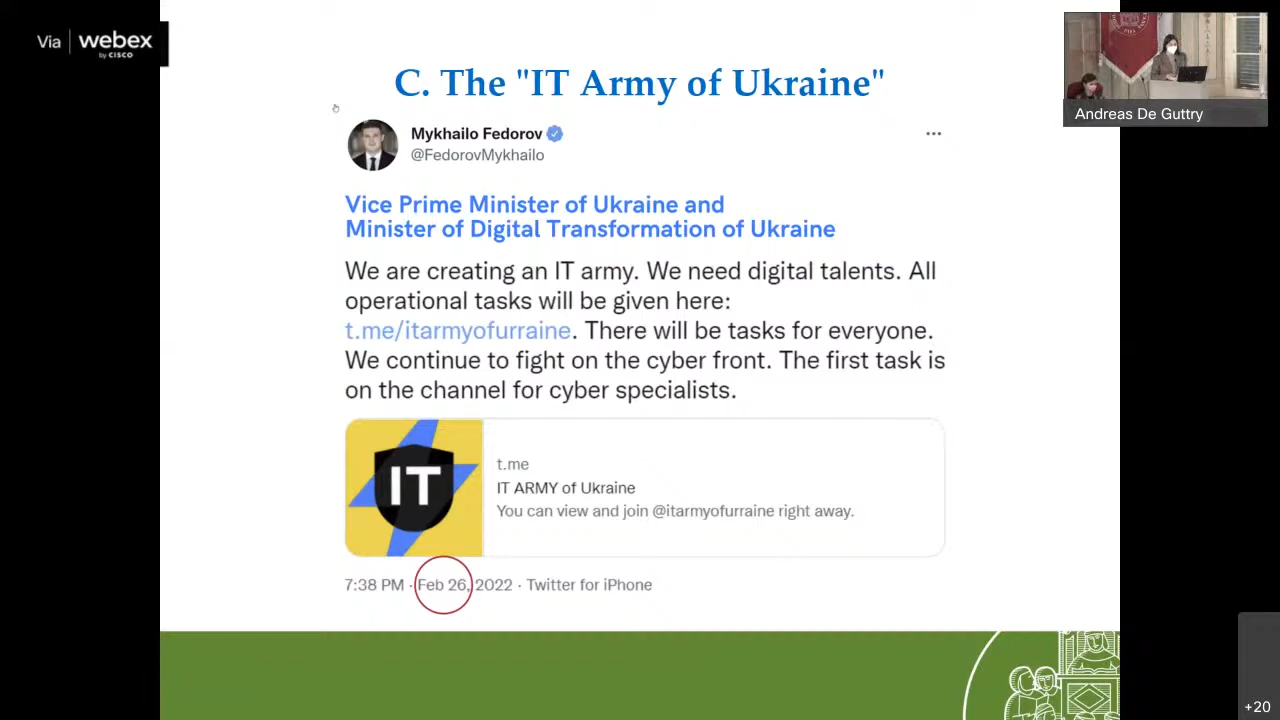 Via webex
by CISCO
C. The "IT Army of Ukraine"
Andreas De Guttry
Mykhailo Fedorov
@FedorovMykhailo
Vice Prime Minister of Ukraine and
Minister of Digital Transformation of Ukraine
We are creating an IT army. We need digital talents. All
operational tasks will be given here:
t.me/itarmyofurraine. There will be tasks for everyone.
We continue to fight on the cyber front. The first task is
on the channel for cyber specialists.
IT
t.me
IT ARMY of Ukraine
You can view and join @itarmyofurraine right away.
7:38 PM · Feb 26, 2022 · Twitter for iPhone
+20